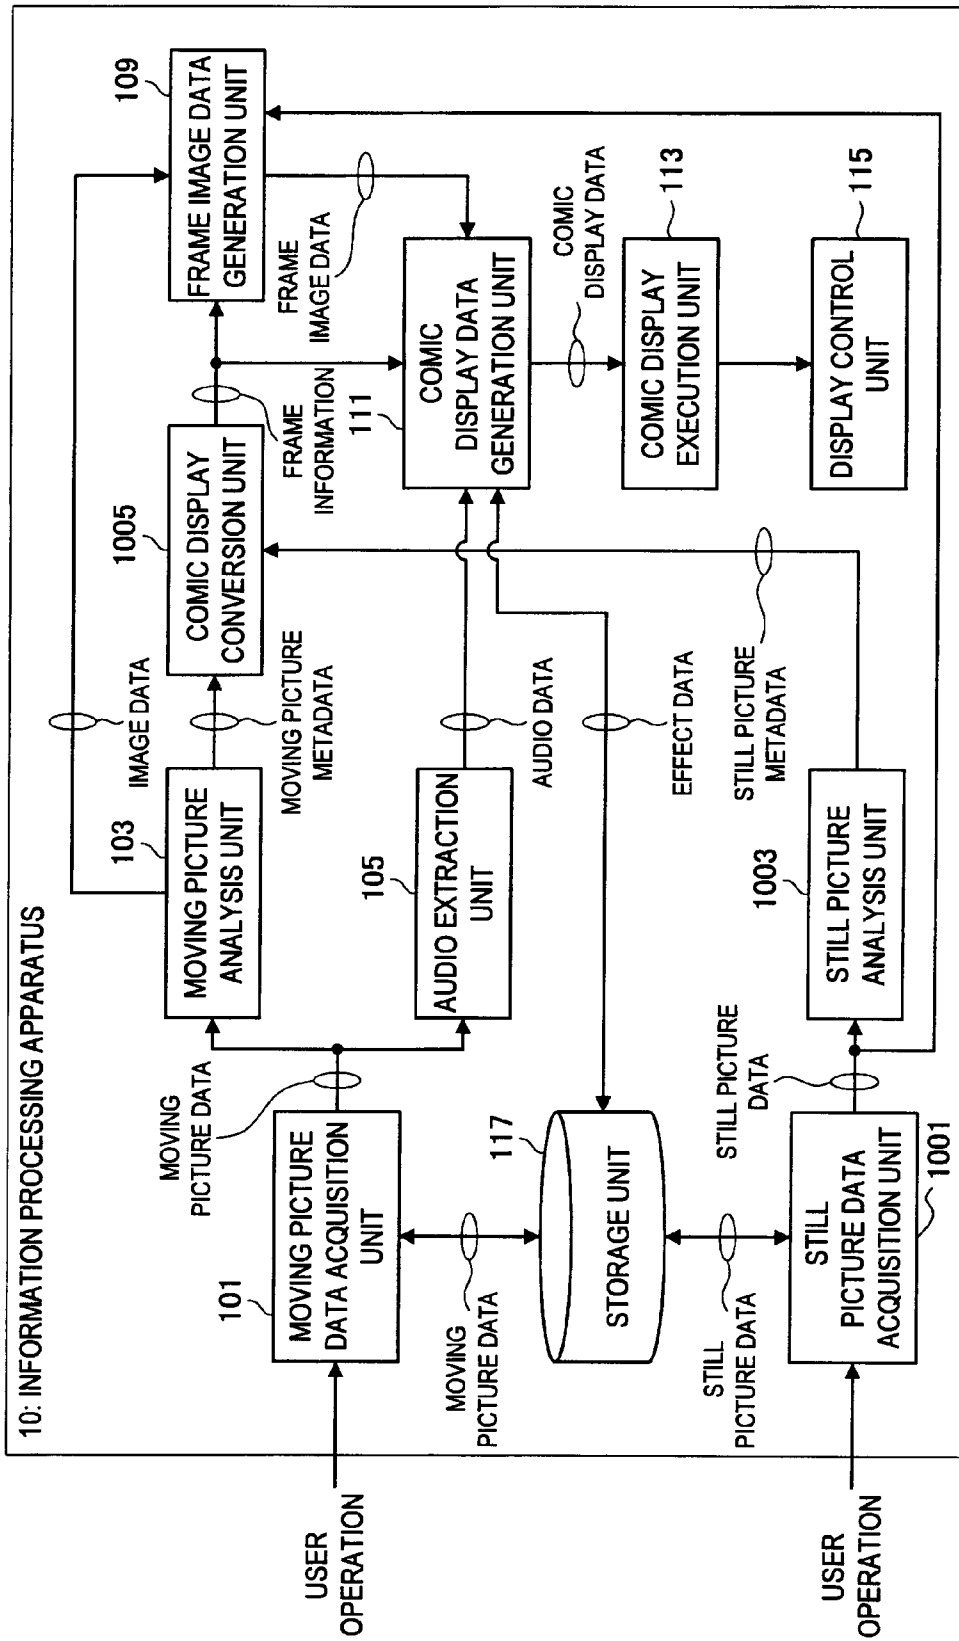 10: INFORMATION PROCESSING APPARATUS
USER
OPERATION
101
MOVING PICTURE
DATA ACQUISITION
UNIT
MOVING
PICTURE DATA
103
MOVING PICTURE
ANALYSIS UNIT
IMAGE DATA
MOVING PICTURE
METADATA
1005
COMIC DISPLAY
CONVERSION UNIT
FRAME
INFORMATION
109
FRAME IMAGE DATA
GENERATION UNIT
FRAME
IMAGE DATA
105
AUDIO EXTRACTION
UNIT
AUDIO DATA
111
COMIC
DISPLAY DATA
GENERATION UNIT
COMIC
DISPLAY DATA
MOVING
PICTURE DATA
117
STORAGE UNIT
EFFECT DATA
113
COMIC DISPLAY
EXECUTION UNIT
STILL
PICTURE DATA
STILL PICTURE
DATA
STILL PICTURE
METADATA
115
DISPLAY CONTROL
UNIT
USER
OPERATION
STILL
PICTURE DATA
ACQUISITION UNIT
1001
1003
STILL PICTURE
ANALYSIS UNIT